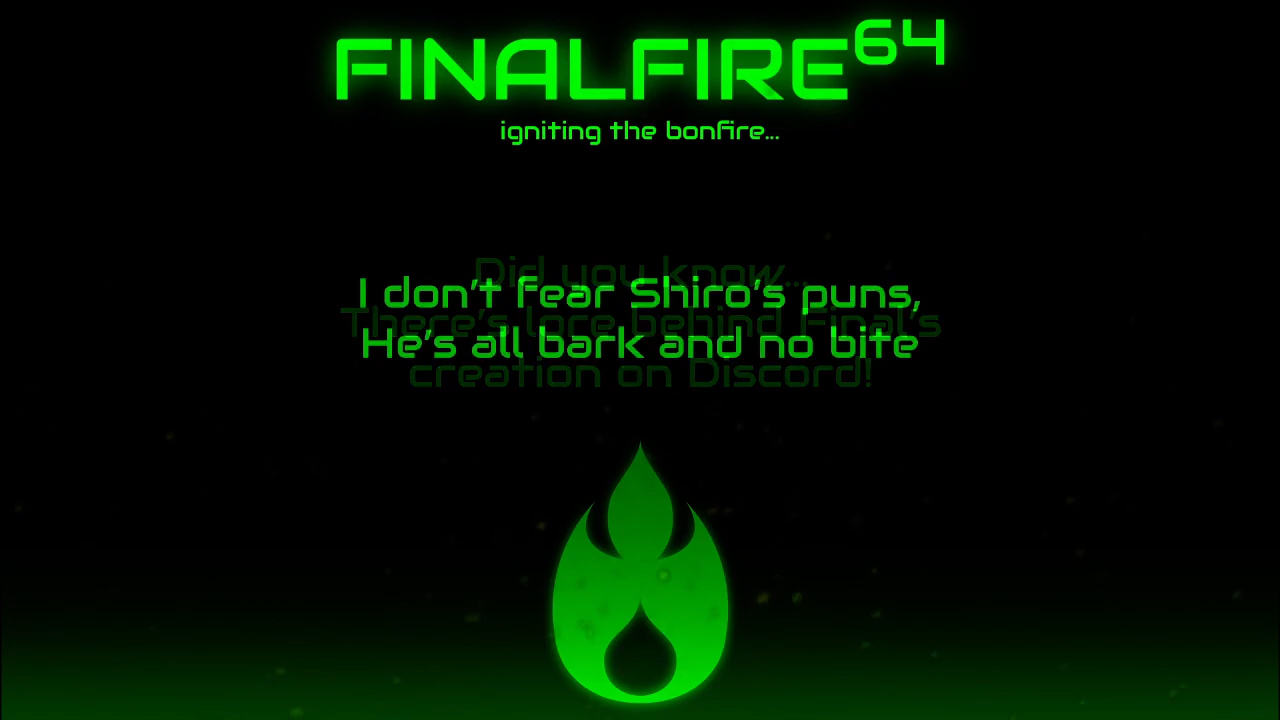 FINALFIRE64
igniting the bonfire...
Did you know...
I don't fear Shiro's puns,
There's lore behind Final's
He's all bark and no bite
creation on Discord!